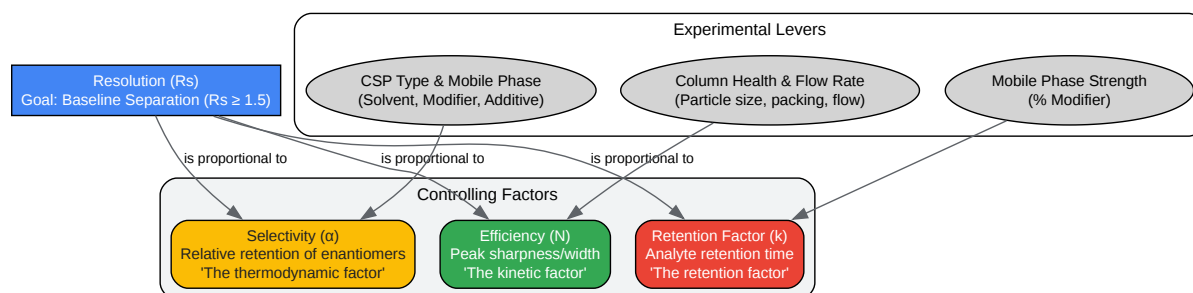 Experimental Levers
Resolution (Rs)
Goal: Baseline Separation (Rs ≥ 1.5)
CSP Type & Mobile Phase
(Solvent, Modifier, Additive)
Column Health & Flow Rate
(Particle size, packing, flow)
Mobile Phase Strength
(% Modifier)
is proportional to
is proportional to
is proportional to
Controlling Factors
Selectivity (α)
Relative retention of enantiomers
'The thermodynamic factor'
Efficiency (N)
Peak sharpness/width
'The kinetic factor'
Retention Factor (k)
Analyte retention time
'The retention factor'